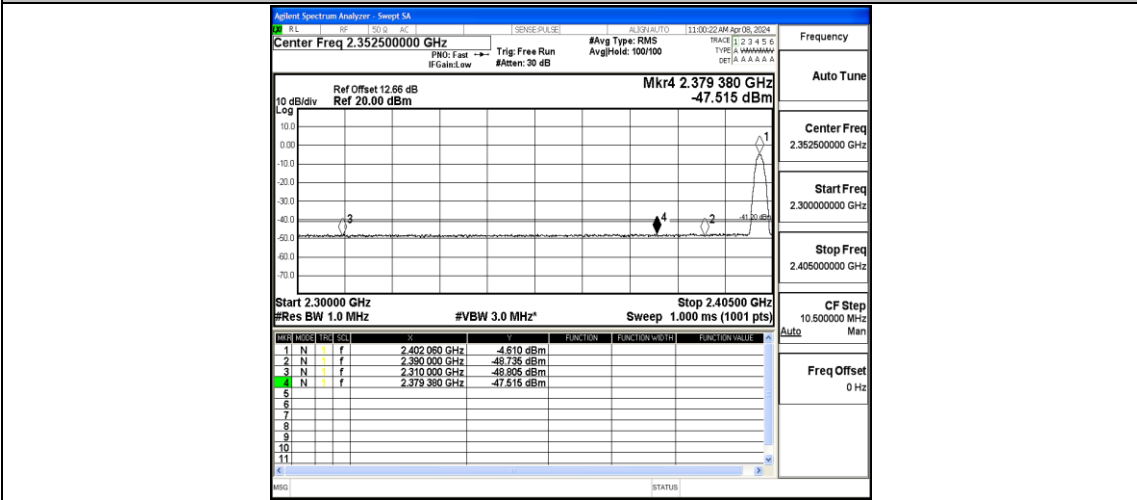 Agilent Spectrum Analyzer - Swept SA
RL RF 50 Ω AC SENSE:PULSE ALIGN AUTO 11:00:22 AM Apr 08, 2024
Center Freq 2.352500000 GHz #Avg Type: RMS TRACE 1 2 3 4 5 6 Frequency
PNO: Fast Trig: Free Run Avg|Hold: 100/100 TYPE A WWWWW
IFGain:Low #Atten: 30 dB DET A A A A A A
Auto Tune
Mkr4 2.379 380 GHz
Ref Offset 12.66 dB
10 dB/div Ref 20.00 dBm -47.515 dBm
Log
10.0
0.00
-10.0
-20.0
-30.0
-40.0
-50.0
-60.0
-70.0
1
2
3
4
-41.20 dBm
Center Freq
2.352500000 GHz
Start Freq
2.300000000 GHz
Stop Freq
2.405000000 GHz
Start 2.30000 GHz Stop 2.40500 GHz
#Res BW 1.0 MHz #VBW 3.0 MHz* Sweep 1.000 ms (1001 pts)
CF Step
10.500000 MHz
Auto Man
Freq Offset
0 Hz
MKR MODE TRC SCL X Y FUNCTION FUNCTION WIDTH FUNCTION VALUE
1 N 1 f 2.402 060 GHz -4.610 dBm
2 N 1 f 2.390 000 GHz -48.735 dBm
3 N 1 f 2.310 000 GHz -48.805 dBm
4 N 1 f 2.379 380 GHz -47.515 dBm
5
6
7
8
9
10
11
MSG STATUS